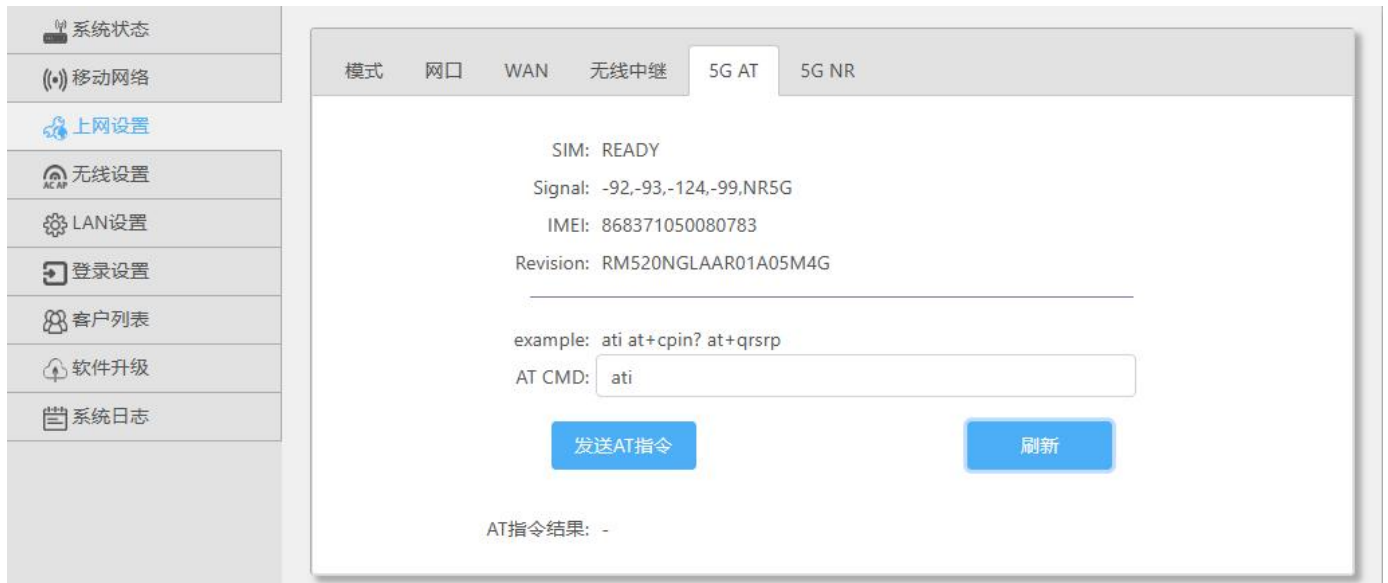 系统状态
移动网络
上网设置
AC AP
无线设置
LAN设置
登录设置
客户列表
软件升级
系统日志
模式 网口 WAN 无线中继 5G AT 5G NR
SIM: READY
Signal: -92,-93,-124,-99,NR5G
IMEI: 868371050080783
Revision: RM520NGLAAR01A05M4G
example: ati at+cpin? at+qrsrp
AT CMD: ati
发送AT指令 刷新
AT指令结果: -